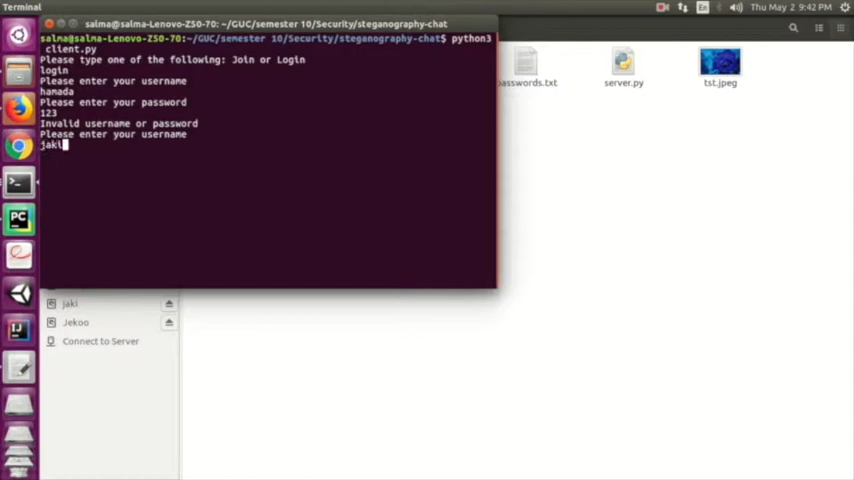 Terminal
En
Thu May 2 9:42 PM
salma@salma-Lenovo-Z50-70: ~/GUC/semester 10/Security/steganography-chat
salma@salma-Lenovo-Z50-70:~/GUC/semester 10/Security/steganography-chat$ python3
client.py
Please type one of the following: Join or Login
login
Please enter your username
hamada
Please enter your password
123
Invalid username or password
Please enter your username
jaki
passwords.txt
server.py
tst.jpeg
PC
IJ
jaki
Jekoo
Connect to Server